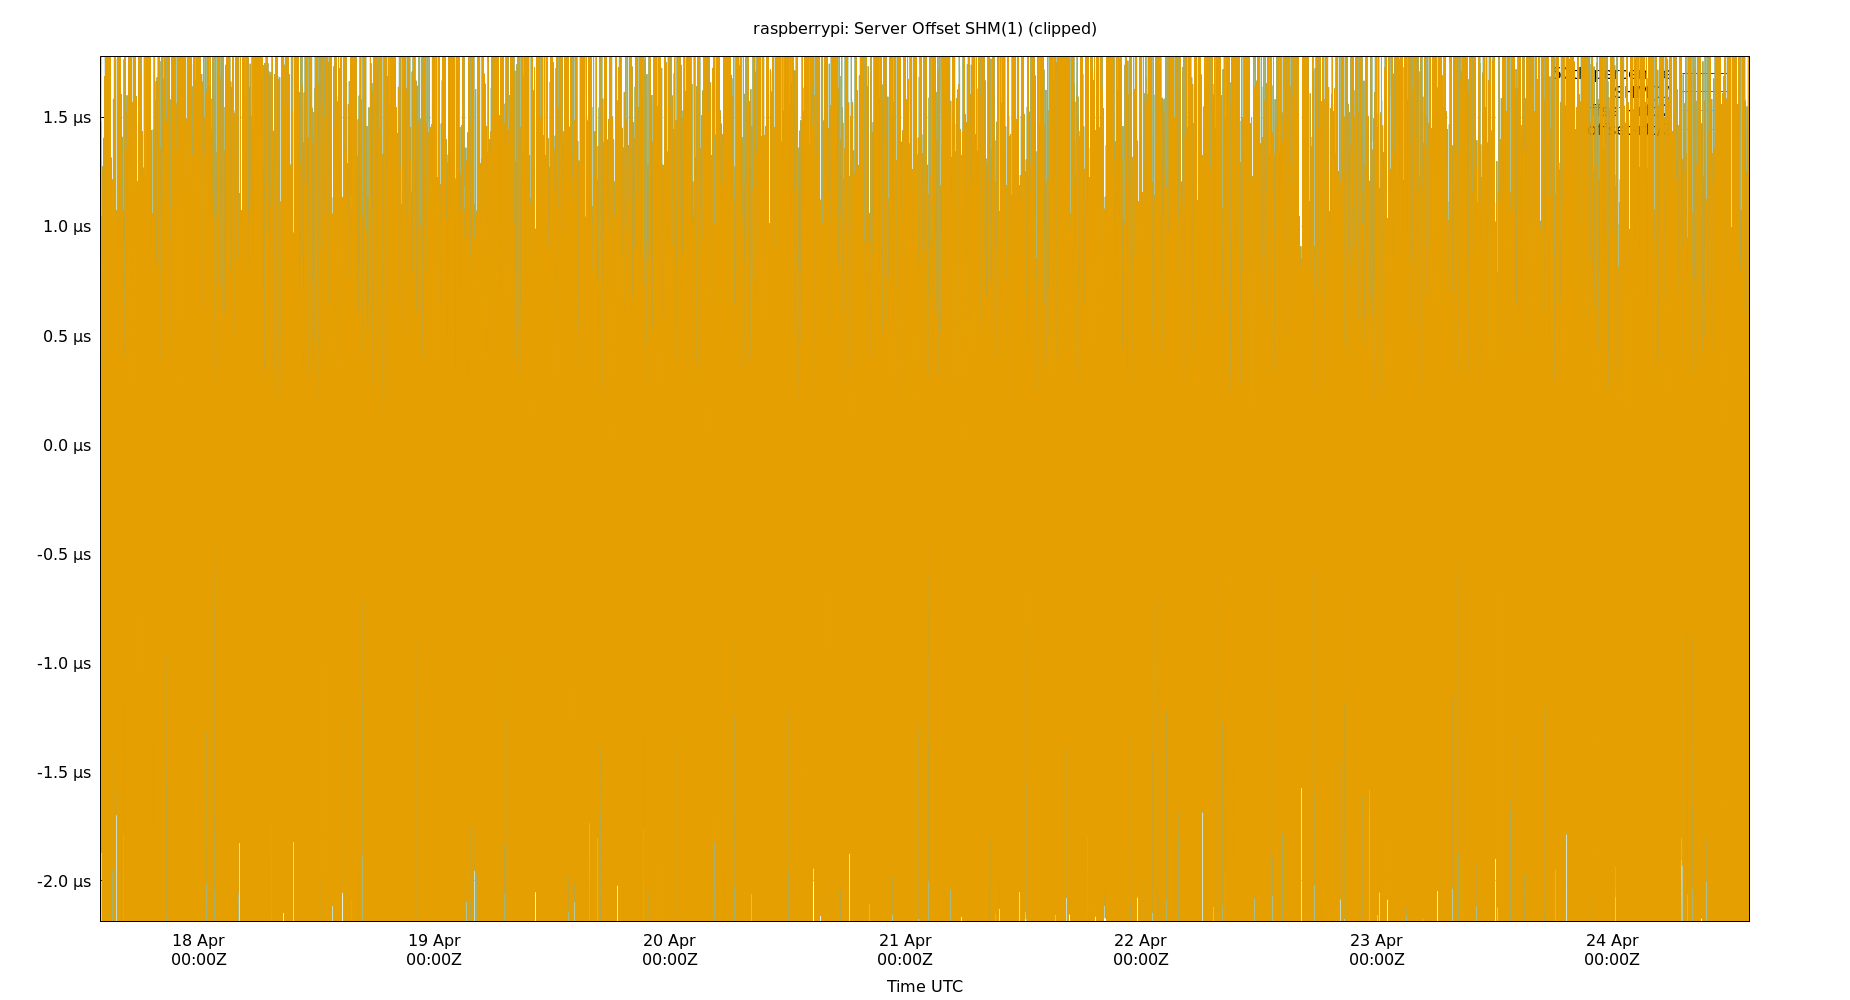 raspberrypi: Server Offset SHM(1) (clipped)
1.5 µs
1.0 µs
0.5 µs
0.0 µs
-0.5 µs
-1.0 µs
-1.5 µs
-2.0 µs
18 Apr 19 Apr 20 Apr 21 Apr 22 Apr 23 Apr 24 Apr
00:00Z 00:00Z 00:00Z 00:00Z 00:00Z 00:00Z 00:00Z
Time UTC